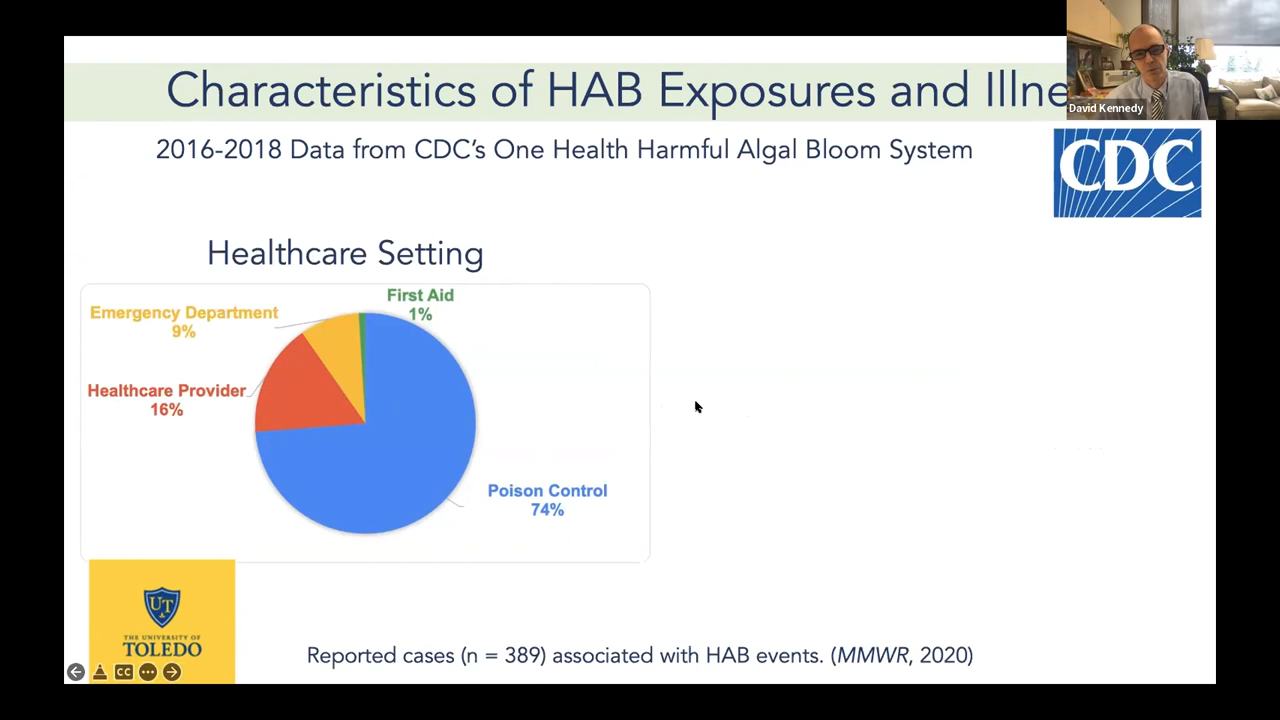 Characteristics of HAB Exposures and Illne
David Kennedy
2016-2018 Data from CDC's One Health Harmful Algal Bloom System
CDC
Healthcare Setting
First Aid
1%
Emergency Department
9%
Healthcare Provider
16%
Poison Control
74%
UT
THE UNIVERSITY OF
TOLEDO
Reported cases (n = 389) associated with HAB events. (MMWR, 2020)
CC